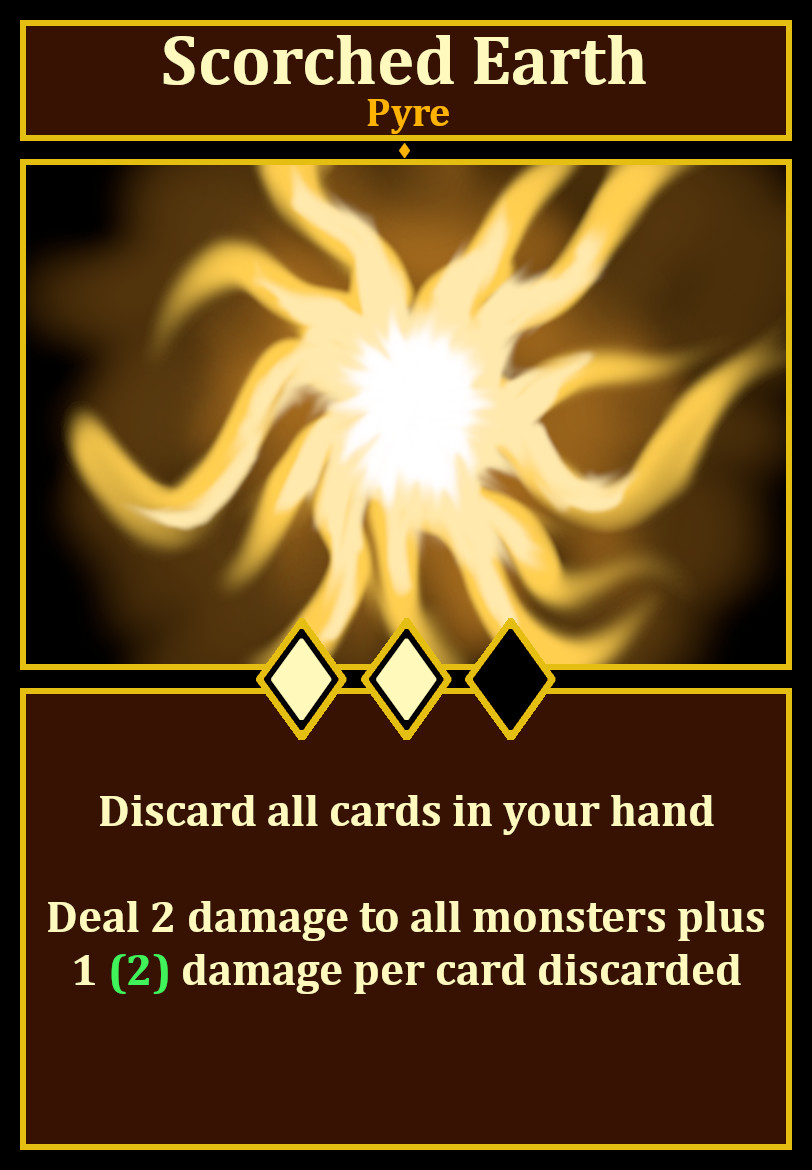 Scorched Earth
Pyre
Discard all cards in your hand
Deal 2 damage to all monsters plus
1 (2) damage per card discarded